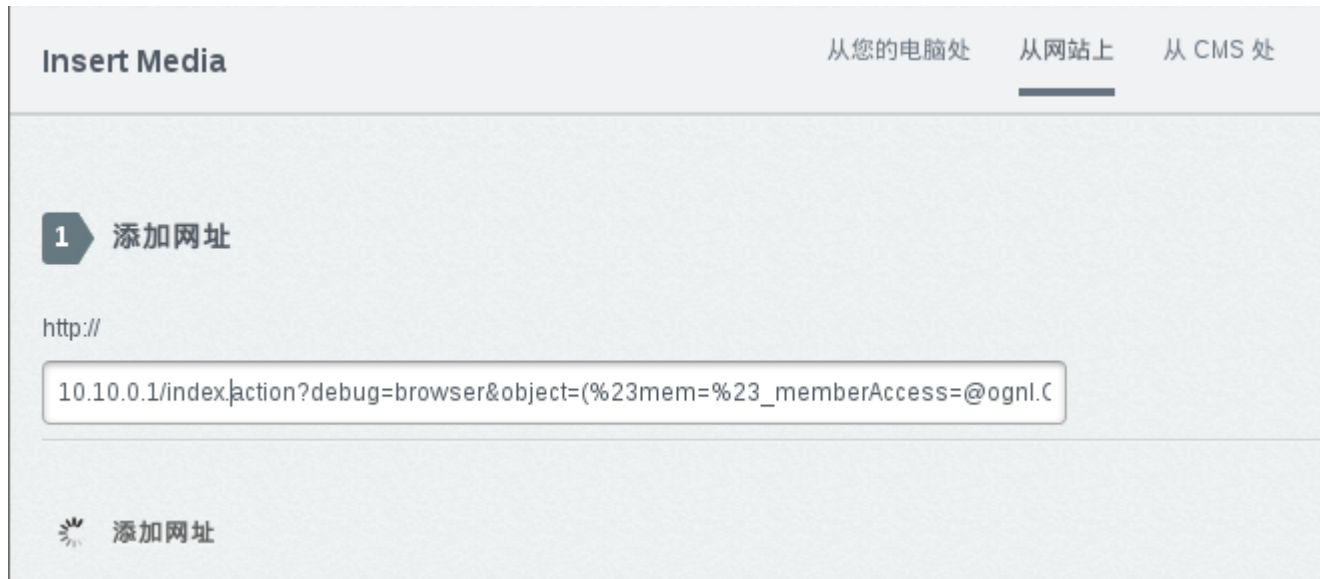 Insert Media
从您的电脑处 从网站上 从 CMS 处
1 添加网址
http://
10.10.0.1/index.action?debug=browser&object=(%23mem=%23_memberAccess=@ognl.
添加网址